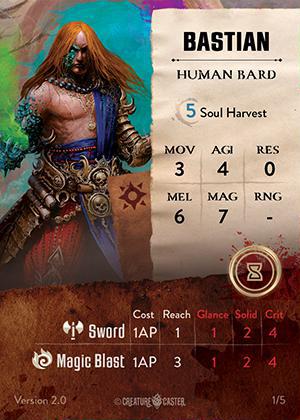 BASTIAN
HUMAN BARD
5 Soul Harvest
MOV AGI RES
3 4 0
MEL MAG RNG
6 7 -
Cost Reach Glance Solid Crit
Sword 1AP 1 1 2 4
Magic Blast 1AP 3 1 2 4
Version 2.0 © CREATURE CASTER 1/5